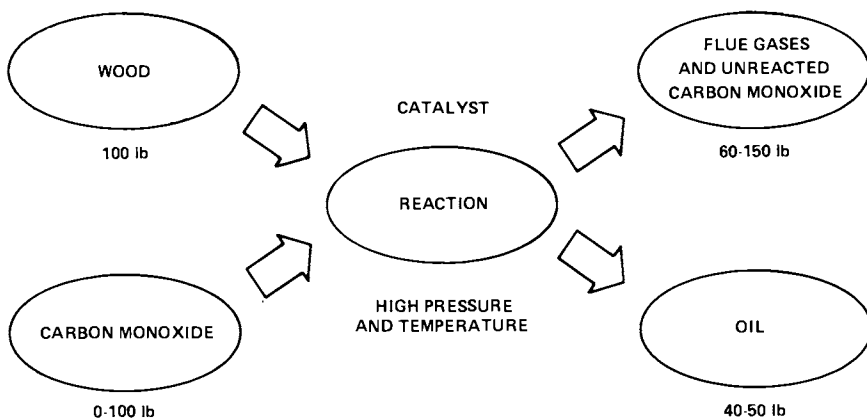 WOOD
100 lb
CARBON MONOXIDE
0-100 lb
CATALYST
REACTION
HIGH PRESSURE
AND TEMPERATURE
FLUE GASES
AND UNREACTED
CARBON MONOXIDE
60-150 lb
OIL
40-50 lb